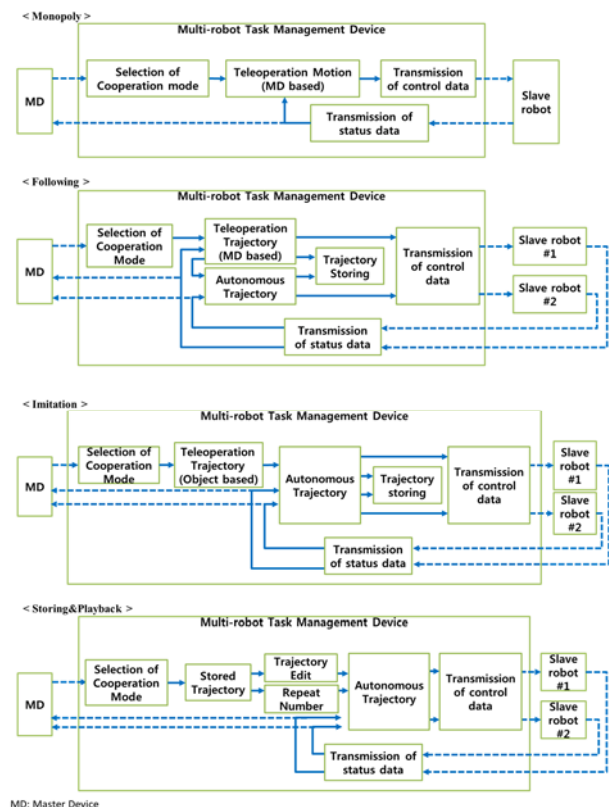 < Monopoly >
Multi-robot Task Management Device
MD
Selection of
Cooperation mode
Teleoperation Motion
(MD based)
Transmission
of control data
Slave
robot
Transmission of
status data
< Following >
Multi-robot Task Management Device
MD
Selection of
Cooperation
Mode
Teleoperation
Trajectory
(MD based)
Autonomous
Trajectory
Trajectory
Storing
Transmission
of control
data
Slave robot
#1
Slave robot
#2
Transmission
of status data
< Imitation >
Multi-robot Task Management Device
MD
Selection of
Cooperation
Mode
Teleoperation
Trajectory
(Object based)
Autonomous
Trajectory
Trajectory
storing
Transmission
of control
data
Slave
robot
#1
Slave
robot
#2
Transmission
of status data
< Storing&Playback >
Multi-robot Task Management Device
MD
Selection of
Cooperation
Mode
Stored
Trajectory
Trajectory
Edit
Repeat
Number
Autonomous
Trajectory
Transmission
of control
data
Slave
robot
#1
Slave
robot
#2
Transmission of
status data
MD: Master Device